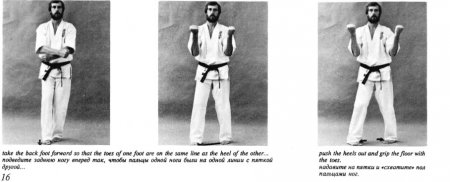 take the back foot forward so that the toes of one foot are on the same line as the heel of the other...
подведите заднюю ногу вперед так, чтобы пальцы одной ноги были на одной линии с пяткой
другой...
push the heels out and grip the floor with
the toes.
надовите на пятки и «схватите» пол
пальцами ног.
16